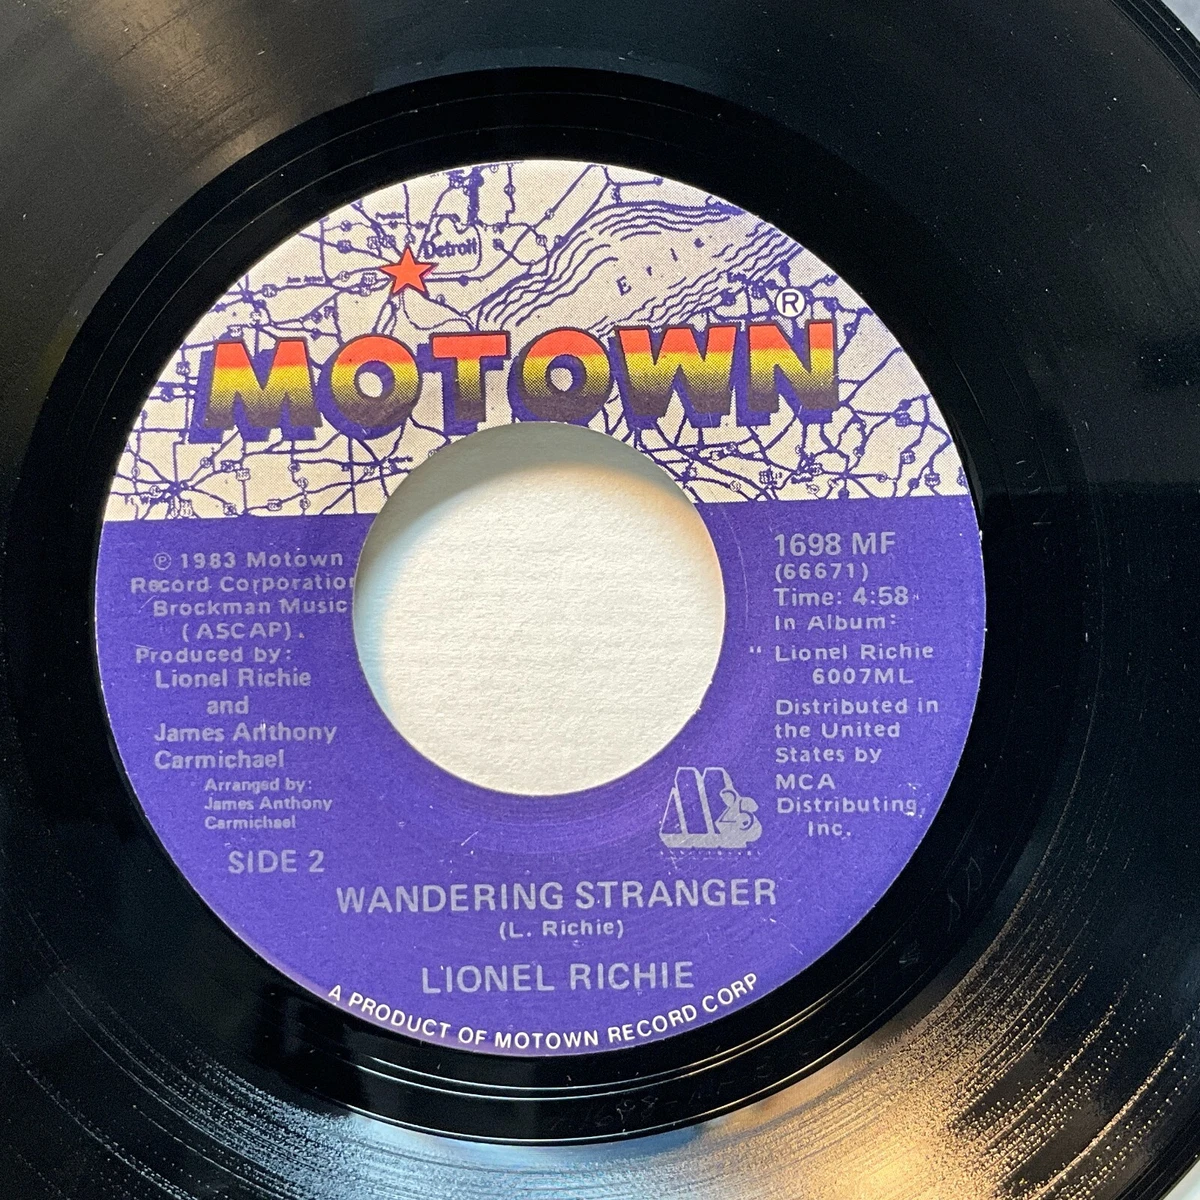 Detroit
Erie
MOTOWN®
℗ 1983 Motown
Record Corporation
Brockman Music
(ASCAP).
Produced by:
Lionel Richie
and
James Anthony
Carmichael
Arranged by:
James Anthony
Carmichael
SIDE 2
1698 MF
(66671)
Time: 4:58
In Album:
" Lionel Richie
6007ML
Distributed in
the United
States by
MCA
Distributing,
Inc.
M 25
WANDERING STRANGER
(L. Richie)
LIONEL RICHIE
A PRODUCT OF MOTOWN RECORD CORP